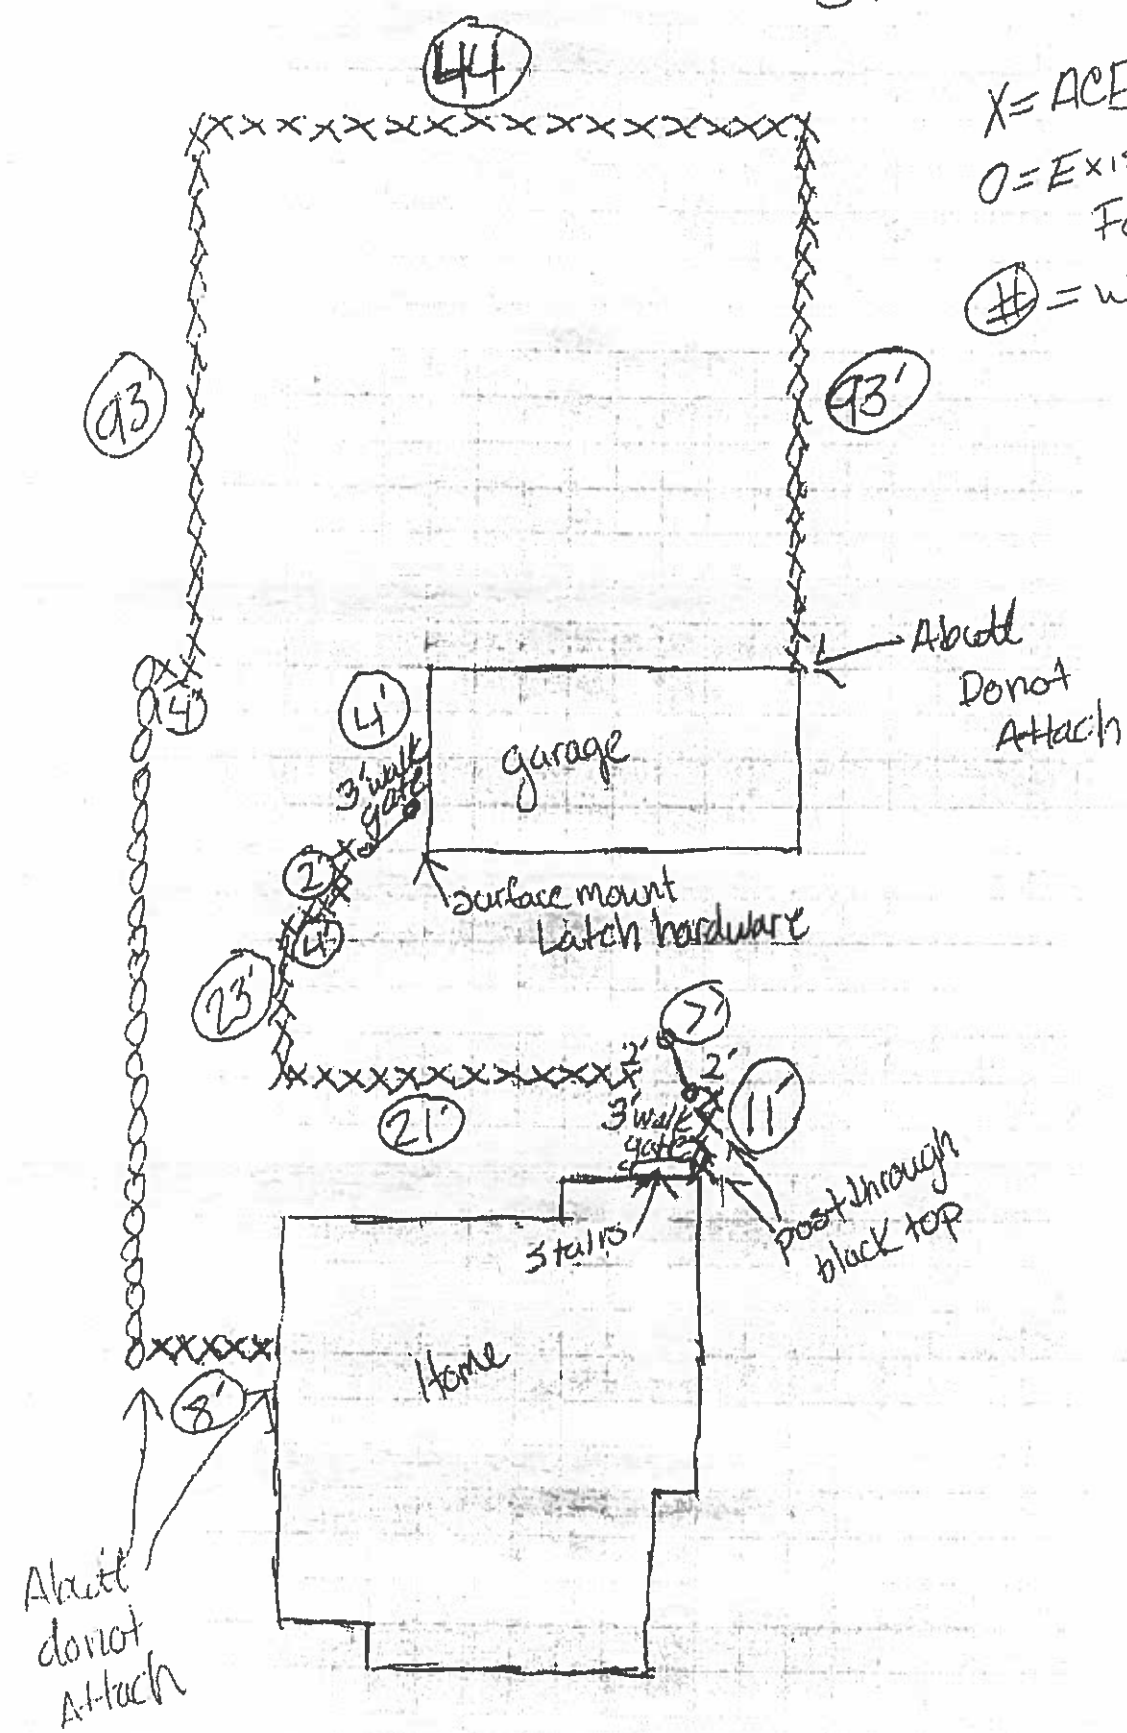 44'
X = ACE
O = Exis
Fo
# = w
93'
93'
Abutt
Donot
Attach
4'
4'
3' walk
gate
garage
2'
4'
surface mount
Latch hardware
23'
7'
2'
2'
21'
3' walk
gate
11'
post through
black top
Stairs
Home
8'
Abutt
donot
Attach